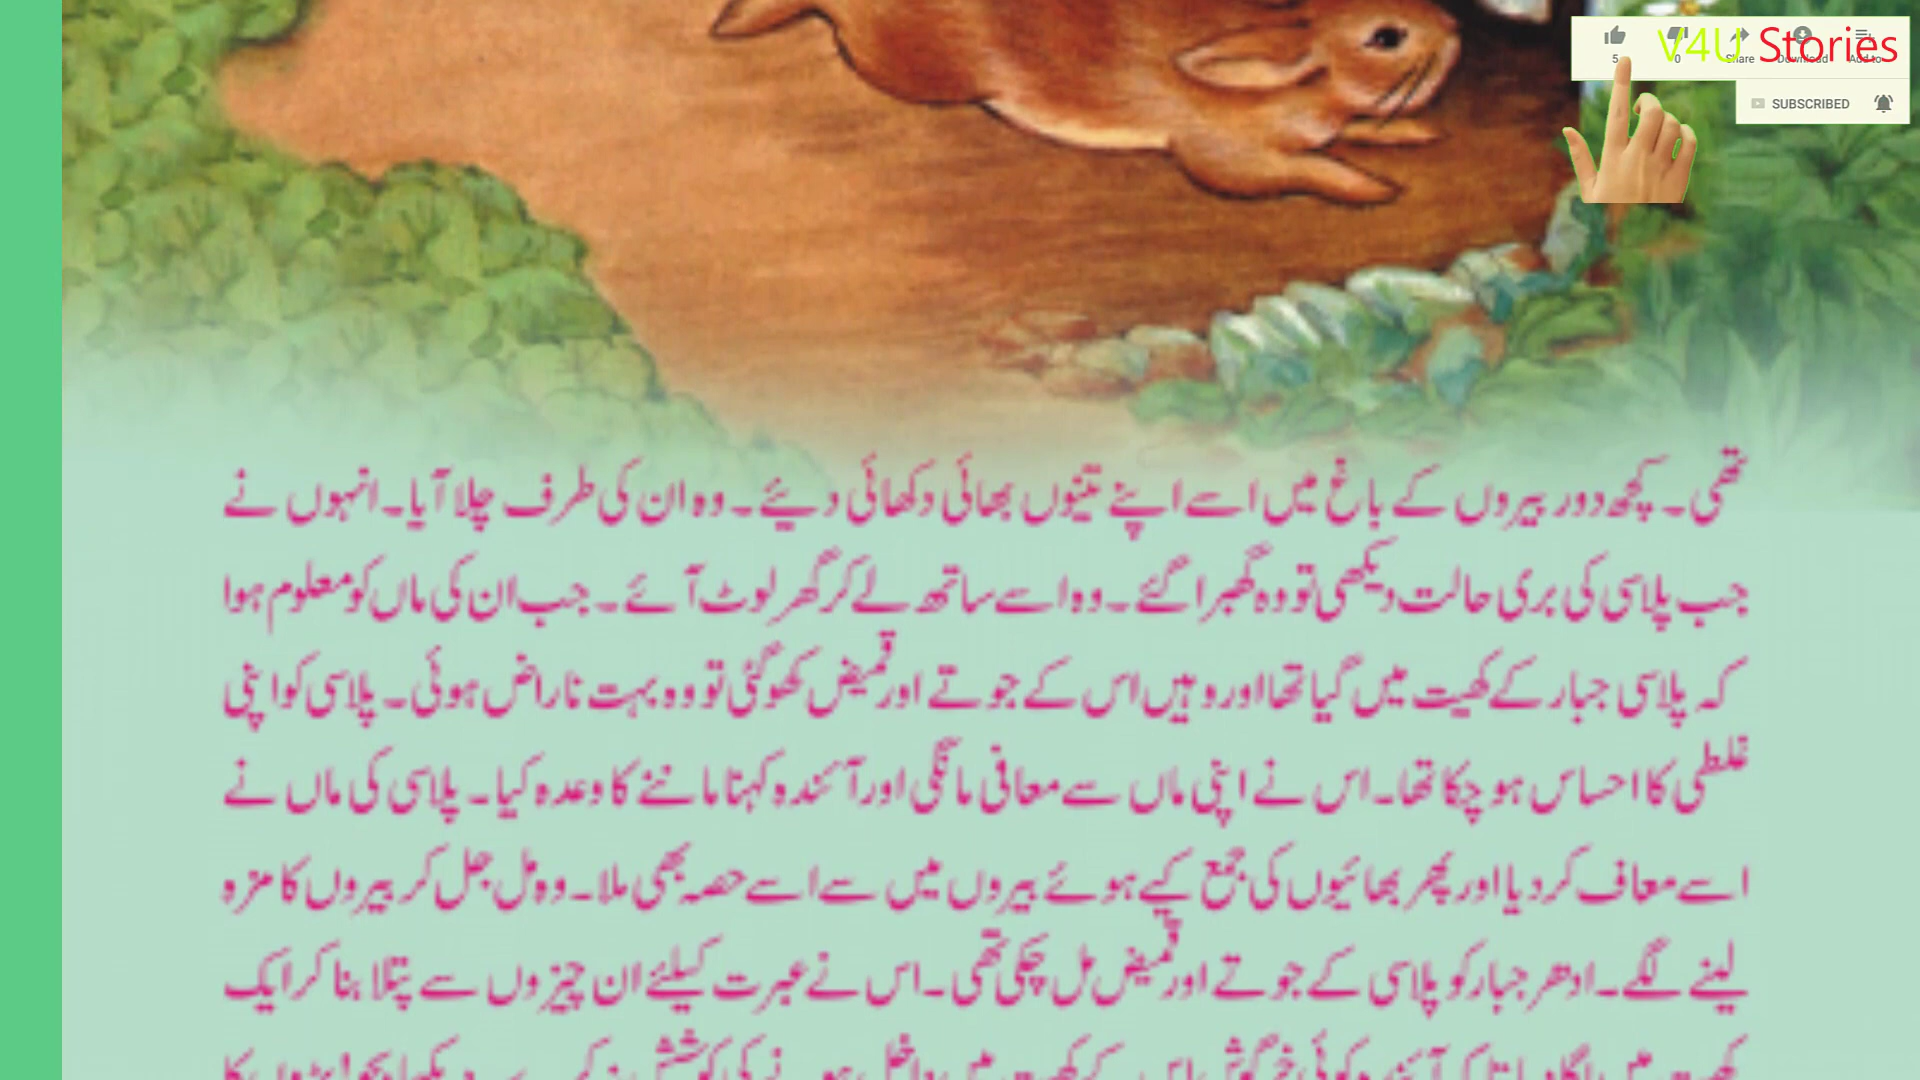 V4U Stories
5 0 Share Download Add to
SUBSCRIBED
تھی۔ کچھ دور بیروں کے باغ میں اسے اپنے تینوں بھائی دکھائی دیئے۔ وہ ان کی طرف چلا آیا۔ انہوں نے
جب پلاسی کی بری حالت دیکھی تو وہ گھبرا گئے۔ وہ اسے ساتھ لے کر گھر لوٹ آئے۔ جب ان کی ماں کو معلوم ہوا
کہ پلاسی جبار کے کھیت میں گیا تھا اور وہیں اس کے جوتے اور قمیض کھو گئی تو وہ بہت ناراض ہوئی۔ پلاسی کو اپنی
غلطی کا احساس ہو چکا تھا۔ اس نے اپنی ماں سے معافی مانگی اور آئندہ کہنا ماننے کا وعدہ کیا۔ پلاسی کی ماں نے
اسے معاف کر دیا اور پھر بھائیوں کی جمع کیے ہوئے بیروں میں سے اسے حصہ بھی ملا۔ وہ مل جل کر بیروں کا مزہ
لینے لگے۔ ادھر جبار کو پلاسی کے جوتے اور قمیض مل چکی تھی۔ اس نے عبرت کیلئے ان چیزوں سے پتلا بنا کر ایک